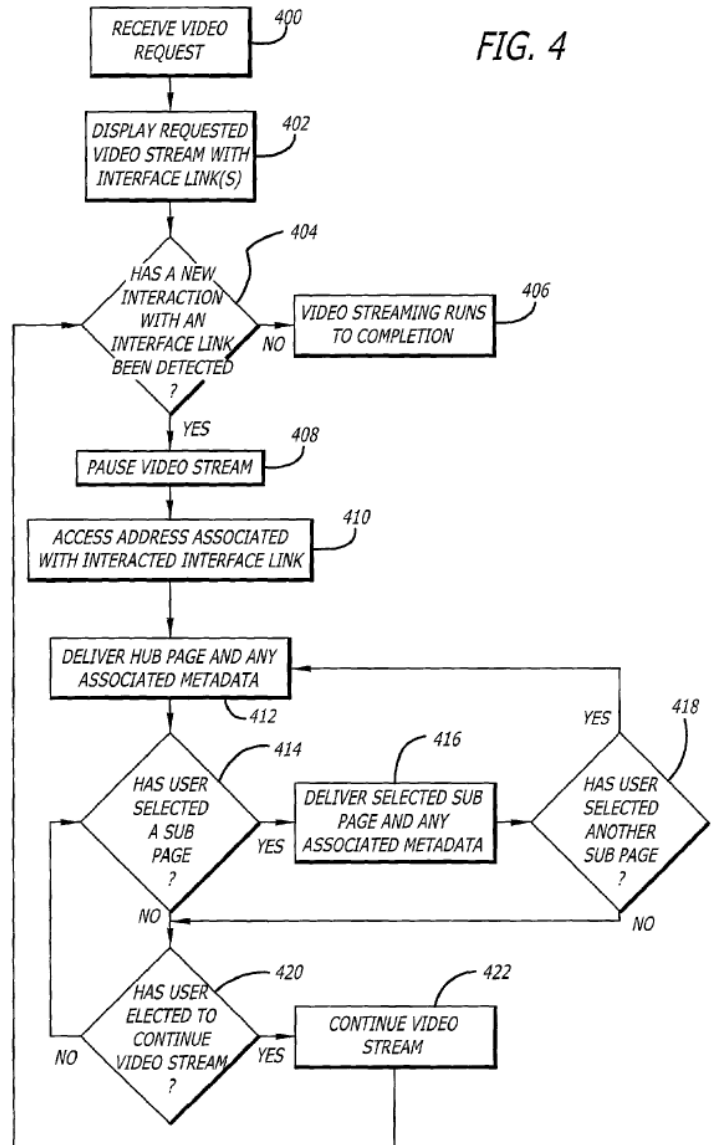 FIG. 4
RECEIVE VIDEO
REQUEST
400
DISPLAY REQUESTED
VIDEO STREAM WITH
INTERFACE LINK(S)
402
HAS A NEW
INTERACTION
WITH AN
INTERFACE LINK
BEEN DETECTED
?
404
NO
VIDEO STREAMING RUNS
TO COMPLETION
406
YES
PAUSE VIDEO STREAM
408
ACCESS ADDRESS ASSOCIATED
WITH INTERACTED INTERFACE LINK
410
DELIVER HUB PAGE AND ANY
ASSOCIATED METADATA
412
HAS USER
SELECTED
A SUB
PAGE
?
414
YES
DELIVER SELECTED SUB
PAGE AND ANY
ASSOCIATED METADATA
416
YES
HAS USER
SELECTED
ANOTHER
SUB PAGE
?
418
NO
NO
HAS USER
ELECTED TO
CONTINUE
VIDEO STREAM
?
420
NO
YES
CONTINUE VIDEO
STREAM
422